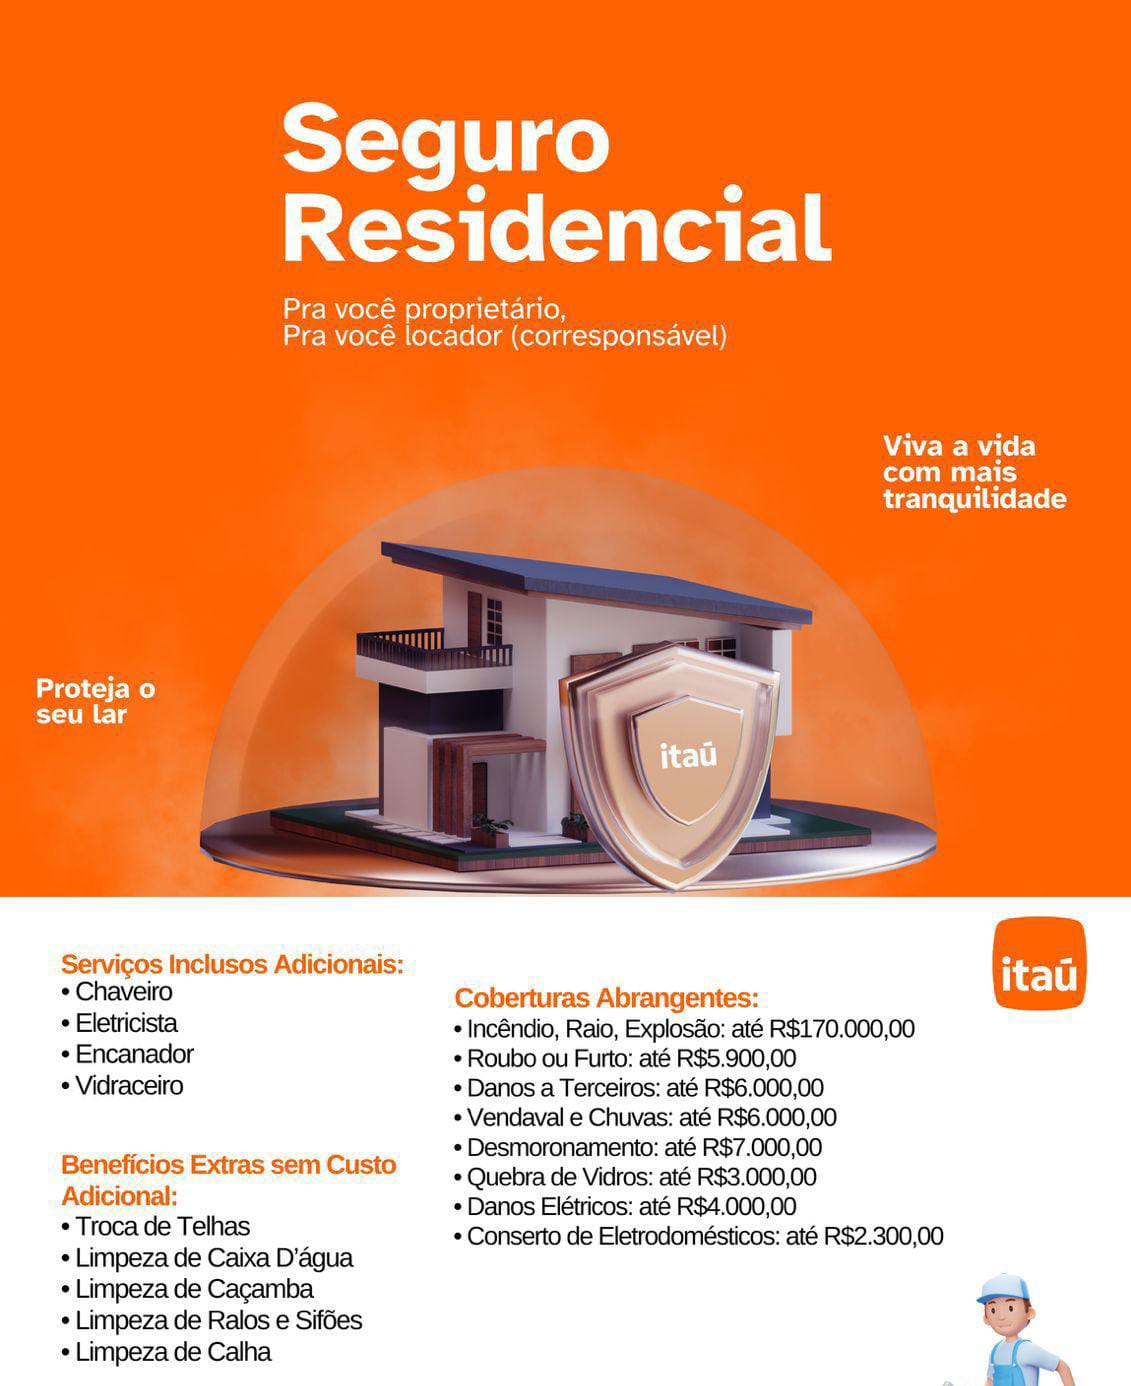 Seguro
Residencial
Pra você proprietário,
Pra você locador (corresponsável)
Viva a vida
com mais
tranquilidade
Proteja o
seu lar
itaú
itaú
Serviços Inclusos Adicionais:
• Chaveiro
• Eletricista
• Encanador
• Vidraceiro
Benefícios Extras sem Custo
Adicional:
• Troca de Telhas
• Limpeza de Caixa D’água
• Limpeza de Caçamba
• Limpeza de Ralos e Sifões
• Limpeza de Calha
Coberturas Abrangentes:
• Incêndio, Raio, Explosão: até R$170.000,00
• Roubo ou Furto: até R$5.900,00
• Danos a Terceiros: até R$6.000,00
• Vendaval e Chuvas: até R$6.000,00
• Desmoronamento: até R$7.000,00
• Quebra de Vidros: até R$3.000,00
• Danos Elétricos: até R$4.000,00
• Conserto de Eletrodomésticos: até R$2.300,00